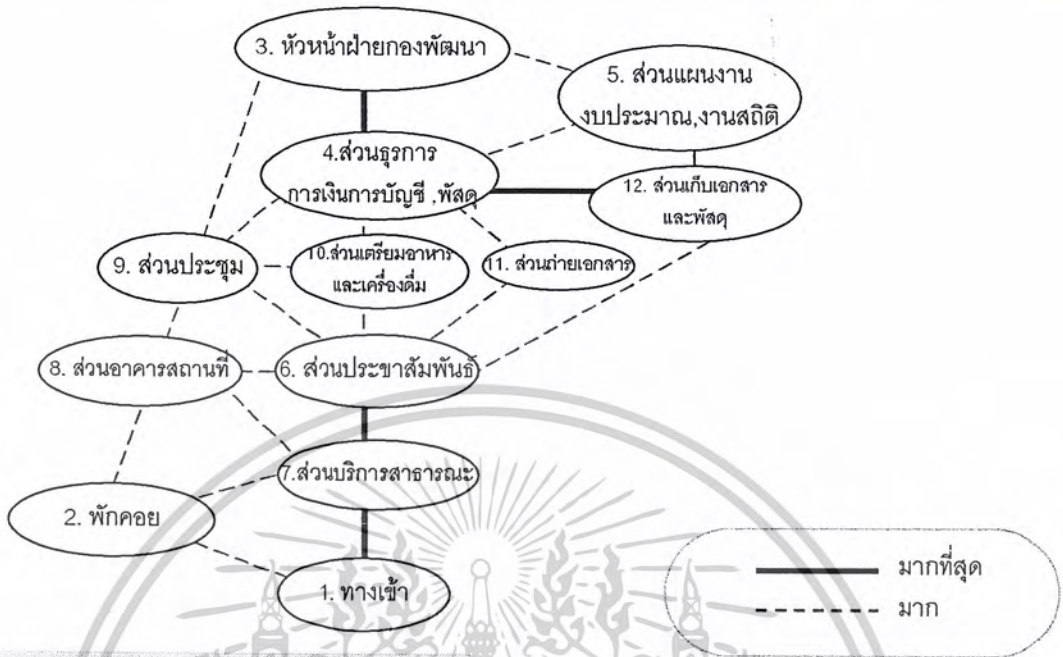 3. หัวหน้าฝ่ายกองพัฒนา
5. ส่วนแผนงาน
งบประมาณ,งานสถิติ
4.ส่วนธุรการ
การเงินการบัญชี ,พัสดุ
12. ส่วนเก็บเอกสาร
และพัสดุ
9. ส่วนประชุม
10.ส่วนเตรียมอาหาร
และเครื่องดื่ม
11. ส่วนถ่ายเอกสาร
8. ส่วนอาคารสถานที่
6. ส่วนประชาสัมพันธ์
7.ส่วนบริการสาธารณะ
2. พักคอย
1. ทางเข้า
มากที่สุด
มาก